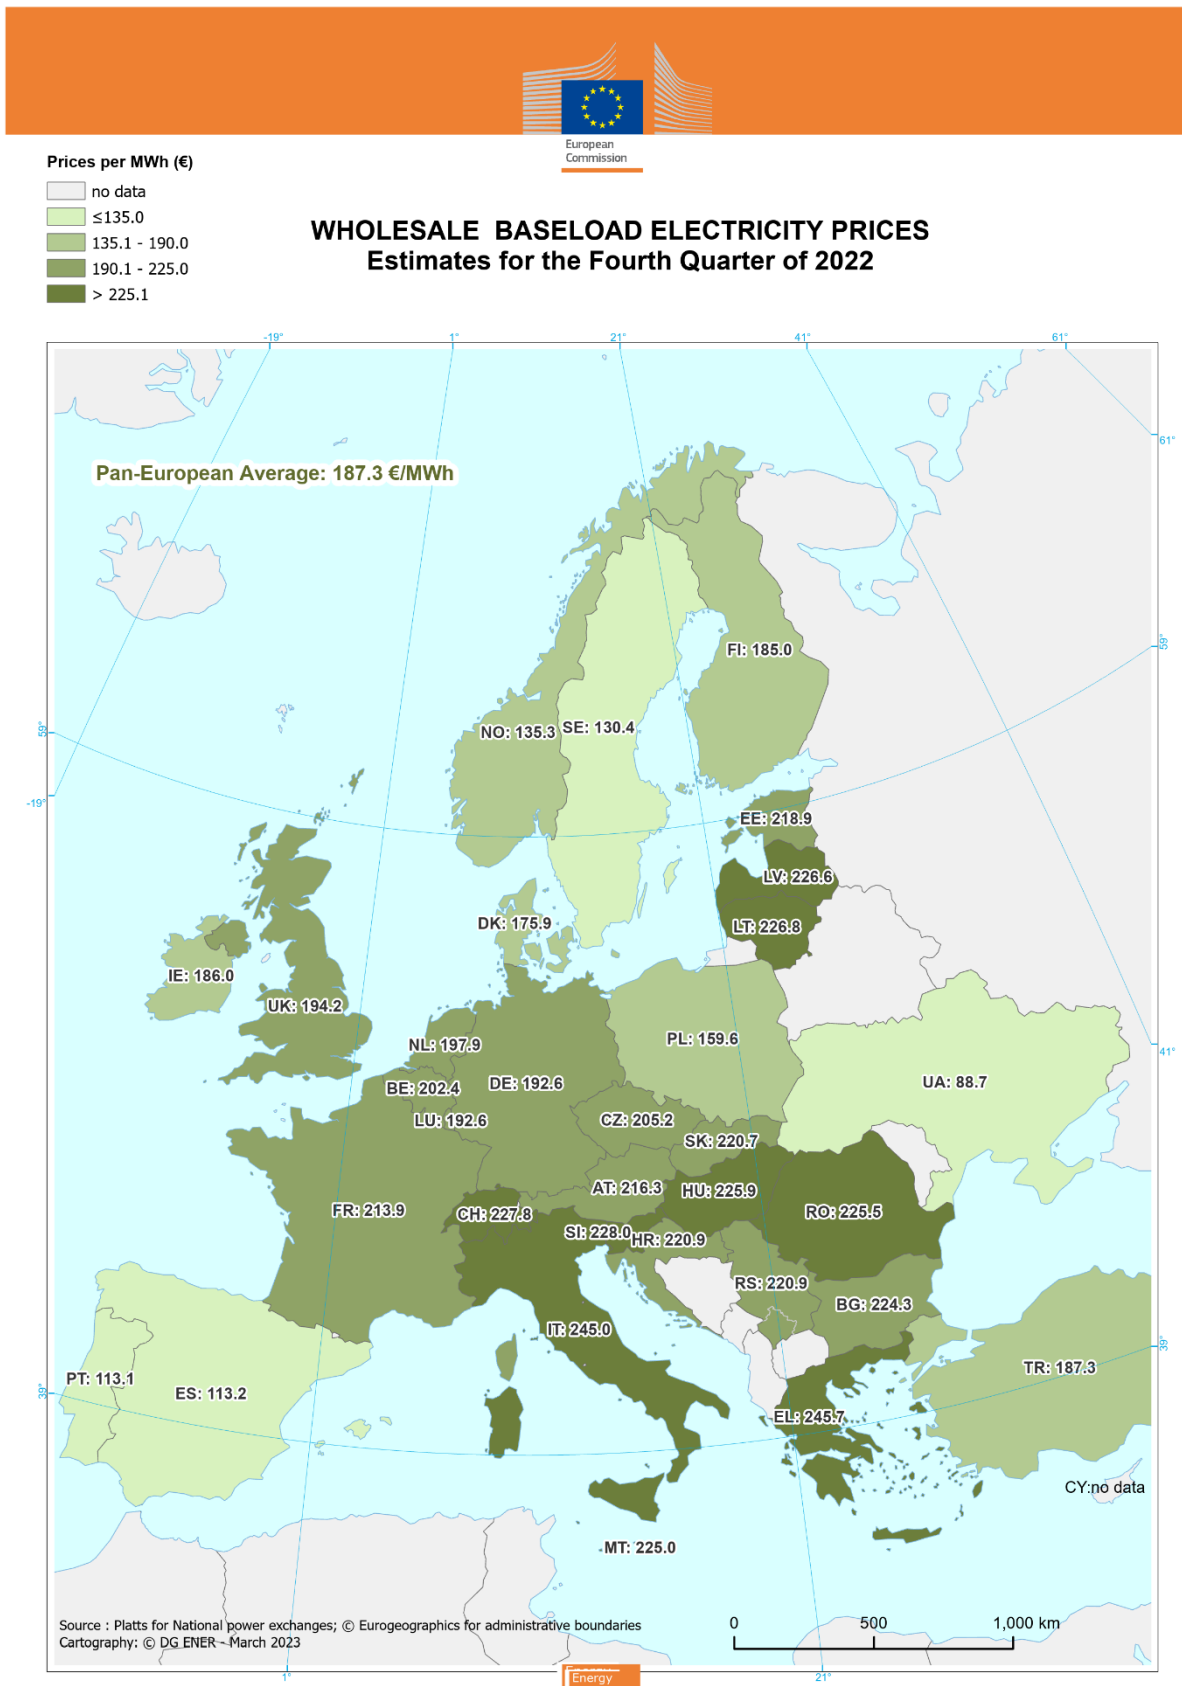 European
Commission
Prices per MWh (€)
no data
≤135.0
135.1 - 190.0
190.1 - 225.0
> 225.1
WHOLESALE BASELOAD ELECTRICITY PRICES
Estimates for the Fourth Quarter of 2022
-19°
1°
21°
41°
61°
61°
Pan-European Average: 187.3 €/MWh
59°
FI: 185.0
59°
NO: 135.3
SE: 130.4
-19°
EE: 218.9
LV: 226.6
DK: 175.9
LT: 226.8
IE: 186.0
UK: 194.2
NL: 197.9
PL: 159.6
41°
BE: 202.4
DE: 192.6
UA: 88.7
LU: 192.6
CZ: 205.2
SK: 220.7
AT: 216.3
HU: 225.9
FR: 213.9
CH: 227.8
RO: 225.5
SI: 228.0
HR: 220.9
RS: 220.9
BG: 224.3
IT: 245.0
39°
PT: 113.1
ES: 113.2
TR: 187.3
39°
EL: 245.7
CY:no data
MT: 225.0
Source : Platts for National power exchanges; © Eurogeographics for administrative boundaries
Cartography: © DG ENER - March 2023
0 500 1,000 km
1°
21°
Energy